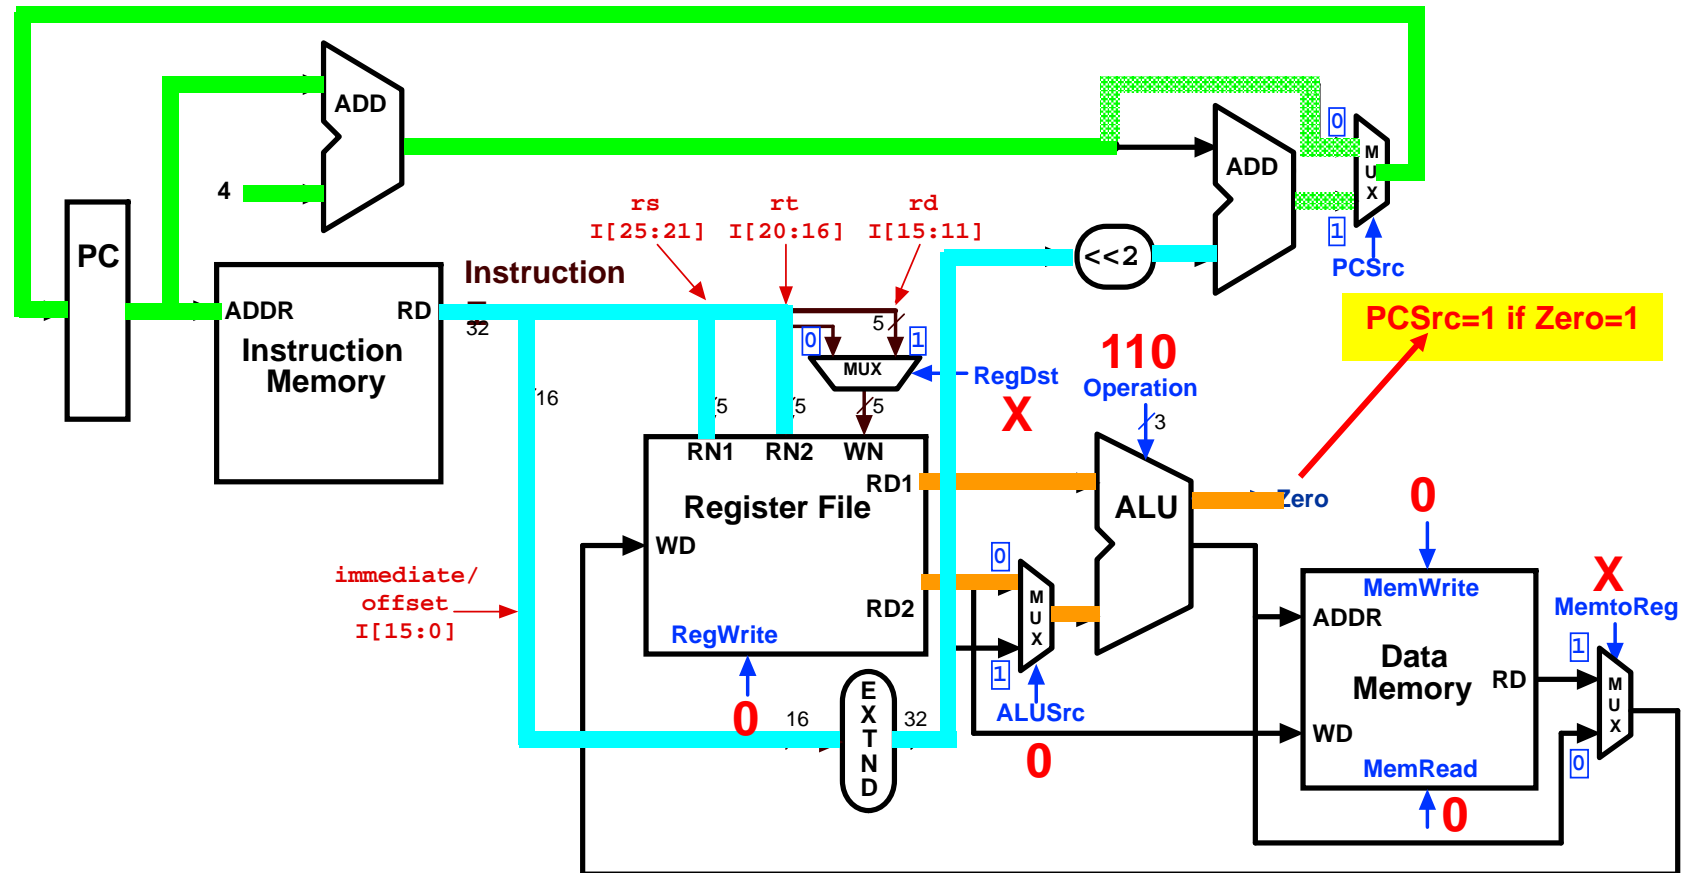 ADD
4
PC
ADDR
RD
Instruction
Memory
Instruction
32
rs
I[25:21]
rt
I[20:16]
rd
I[15:11]
5
0
1
MUX
RegDst
X
16
5
5
5
RN1
RN2
WN
RD1
Register File
WD
RD2
RegWrite
0
immediate/
offset
I[15:0]
16
E
X
T
N
D
32
<<2
ADD
0
M
U
X
1
PCSrc
PCSrc=1 if Zero=1
110
Operation
3
ALU
Zero
0
M
U
X
1
ALUSrc
0
0
MemWrite
ADDR
Data
Memory
RD
WD
MemRead
0
X
MemtoReg
1
M
U
X
0